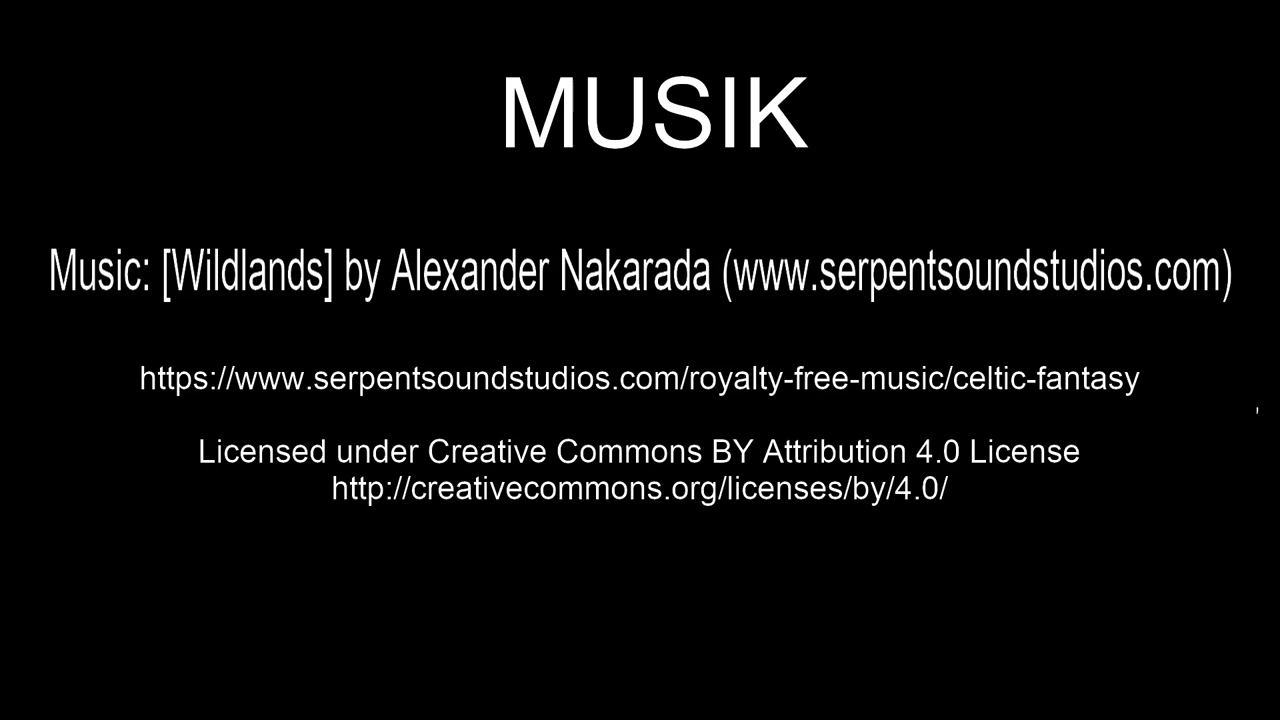 MUSIK
Music: [Wildlands] by Alexander Nakarada (www.serpentsoundstudios.com)
https://www.serpentsoundstudios.com/royalty-free-music/celtic-fantasy
Licensed under Creative Commons BY Attribution 4.0 License
http://creativecommons.org/licenses/by/4.0/